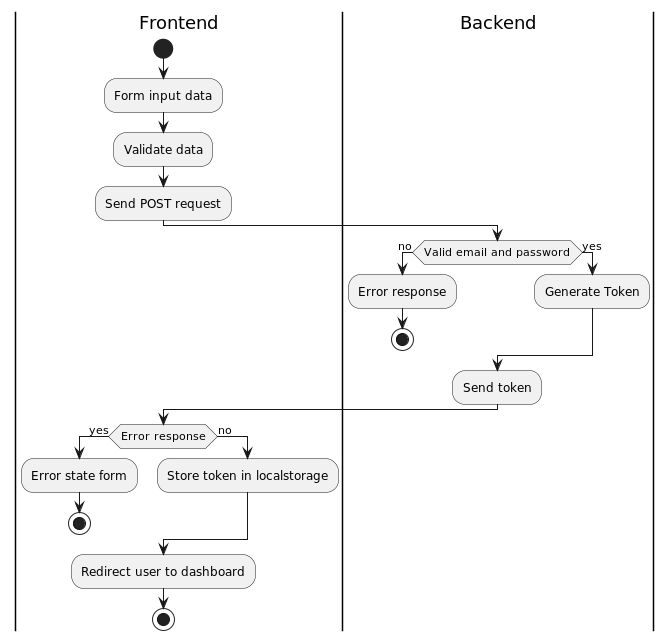 Frontend
Backend
Form input data
Validate data
Send POST request
no
Valid email and password
yes
Error response
Generate Token
Send token
yes
Error response
no
Error state form
Store token in localstorage
Redirect user to dashboard